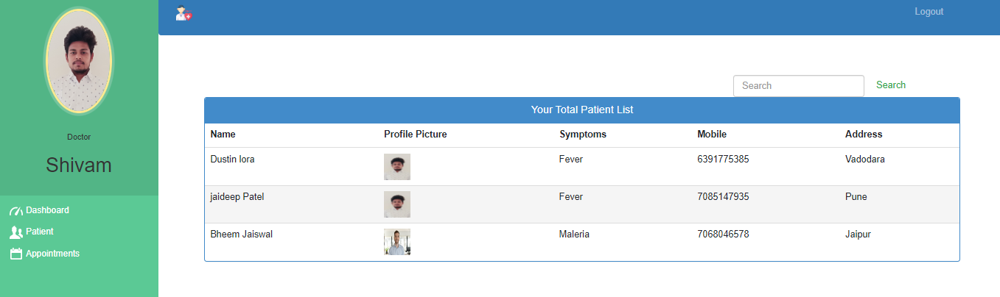 Logout
Doctor
Shivam
Dashboard
Patient
Appointments
Search Search
Your Total Patient List
Name Profile Picture Symptoms Mobile Address
Dustin lora Fever 6391775385 Vadodara
jaideep Patel Fever 7085147935 Pune
Bheem Jaiswal Maleria 7068046578 Jaipur